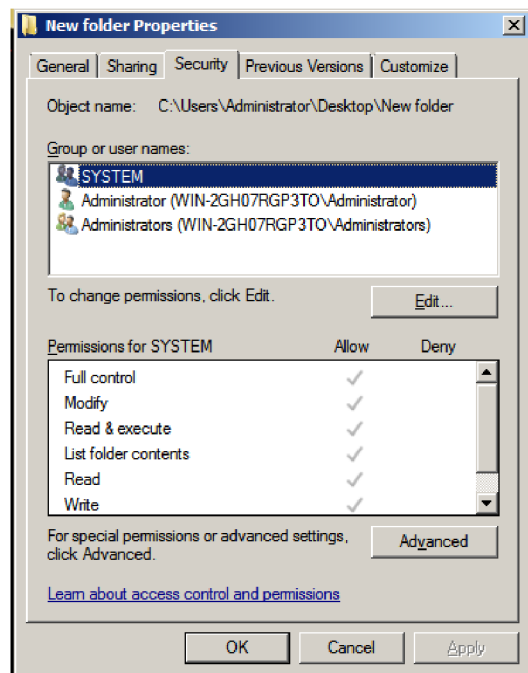 New folder Properties
General Sharing Security Previous Versions Customize
Object name: C:\Users\Administrator\Desktop\New folder
Group or user names:
SYSTEM
Administrator (WIN-2GH07RGP3TO\Administrator)
Administrators (WIN-2GH07RGP3TO\Administrators)
To change permissions, click Edit.
Edit...
Permissions for SYSTEM Allow Deny
Full control
Modify
Read & execute
List folder contents
Read
Write
For special permissions or advanced settings,
click Advanced.
Advanced
Learn about access control and permissions
OK Cancel Apply